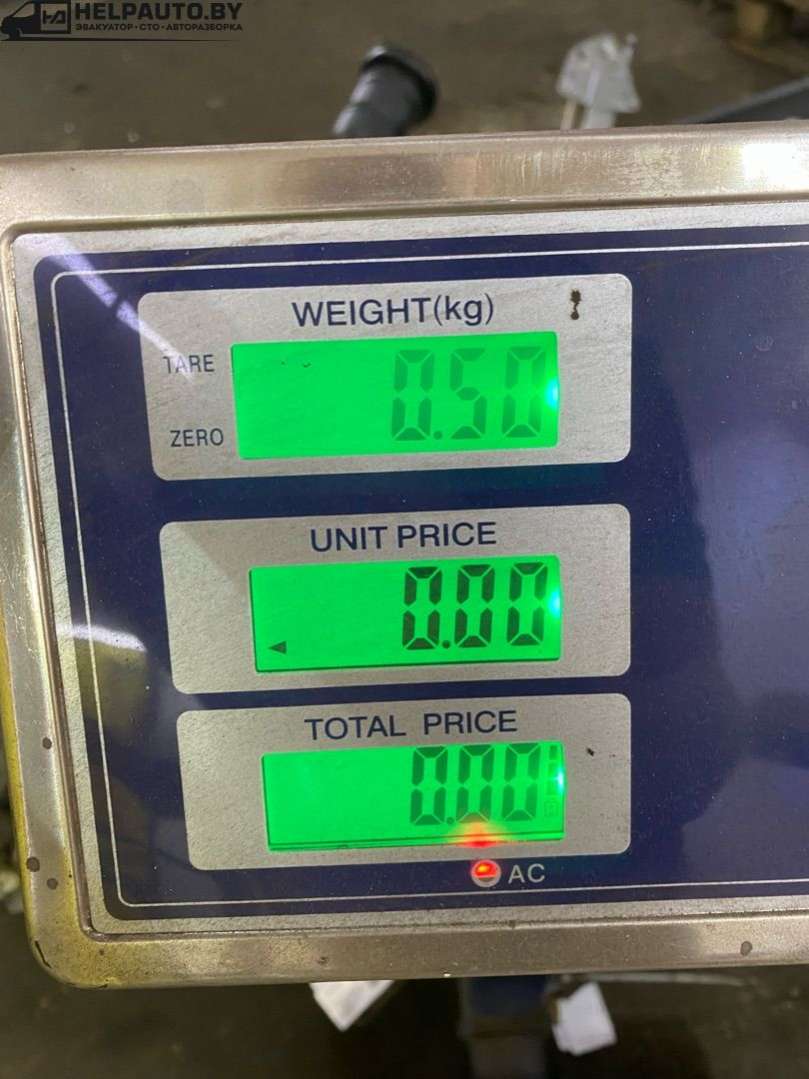 HELPAUTO.BY
ЭВАКУАТОР·СТО·АВТОРАЗБОРКА
WEIGHT(kg)
TARE
0.50
ZERO
UNIT PRICE
0.00
TOTAL PRICE
0.00
AC